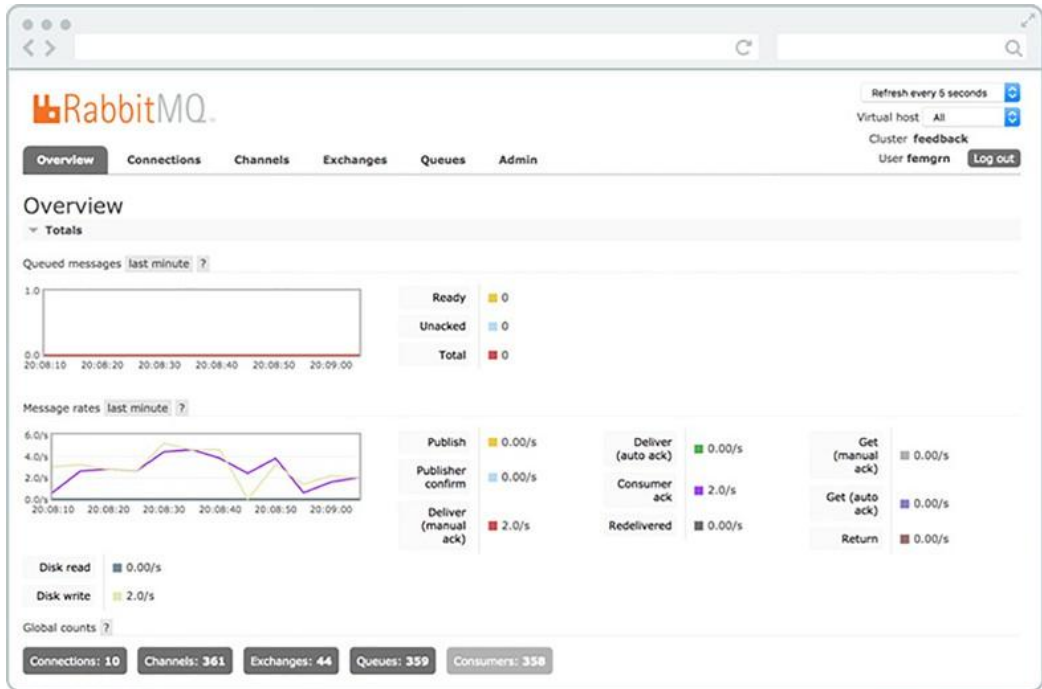 RabbitMQ.
Refresh every 5 seconds
Virtual host All
Cluster feedback
User femgrn Log out
Overview Connections Channels Exchanges Queues Admin
Overview
Totals
Queued messages last minute ?
1.0
0.0
20:08:10 20:08:20 20:08:30 20:08:40 20:08:50 20:09:00
Ready 0
Unacked 0
Total 0
Message rates last minute ?
6.0/s
4.0/s
2.0/s
0.0/s
20:08:10 20:08:20 20:08:30 20:08:40 20:08:50 20:09:00
Publish 0.00/s
Publisher
confirm 0.00/s
Deliver
(manual
ack) 2.0/s
Deliver
(auto ack) 0.00/s
Consumer
ack 2.0/s
Redelivered 0.00/s
Get
(manual
ack) 0.00/s
Get (auto
ack) 0.00/s
Return 0.00/s
Disk read 0.00/s
Disk write 2.0/s
Global counts ?
Connections: 10 Channels: 361 Exchanges: 44 Queues: 359 Consumers: 358